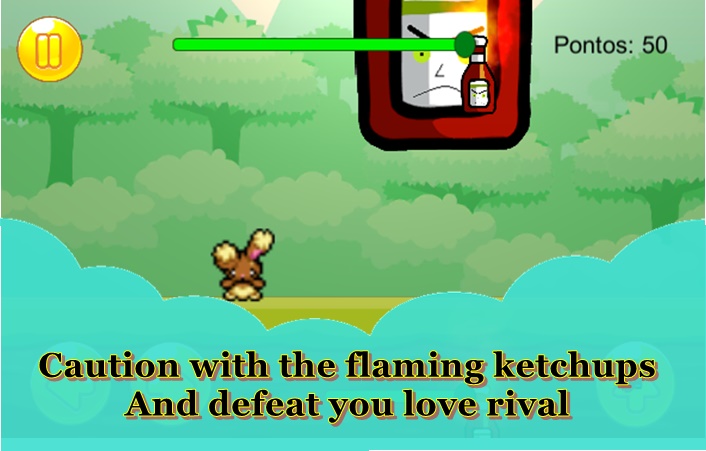 Pontos: 50
Caution with the flaming ketchups
And defeat you love rival